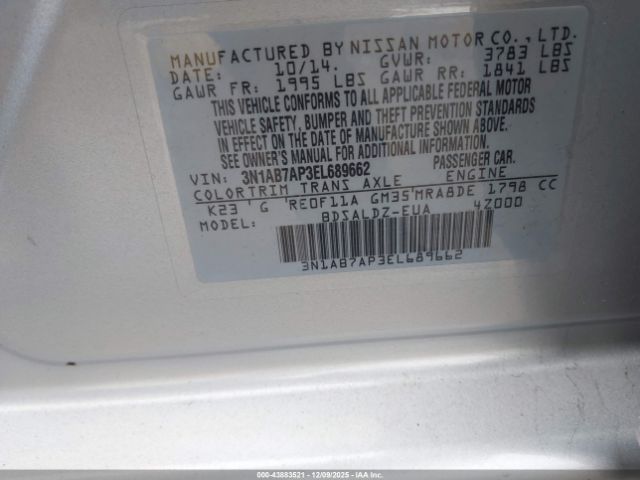 MANUFACTURED BY NISSAN MOTOR CO., LTD.
DATE: 10/14. GVWR: 3783 LBS
GAWR FR: 1995 LBS GAWR RR: 1841 LBS
THIS VEHICLE CONFORMS TO ALL APPLICABLE FEDERAL MOTOR
VEHICLE SAFETY, BUMPER AND THEFT PREVENTION STANDARDS
IN EFFECT ON THE DATE OF MANUFACTURE SHOWN ABOVE.
SEE OWNER'S MANUAL FOR ADDITIONAL INFORMATION
VIN: 3N1AB7AP3EL689662 PASSENGER CAR.
COLORTRIM TRANS AXLE ENGINE
K23 G RE0F11A GM35 MRA8DE 1798 CC
MODEL: BDSALDZ-EUA 4Z000
3N1AB7AP3EL689662
000-43883521 | 12/09/2025 - IAAI.COM